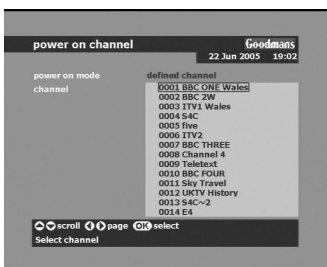 power on channel Goodmans
22 Jun 2005 19:02
power on mode defined channel
channel 0001 BBC ONE Wales
0002 BBC 2W
0003 ITV1 Wales
0004 S4C
0005 five
0006 ITV2
0007 BBC THREE
0008 Channel 4
0009 Teletext
0010 BBC FOUR
0011 Sky Travel
0012 UKTV History
0013 S4C~2
0014 E4
scroll page OK select
Select channel